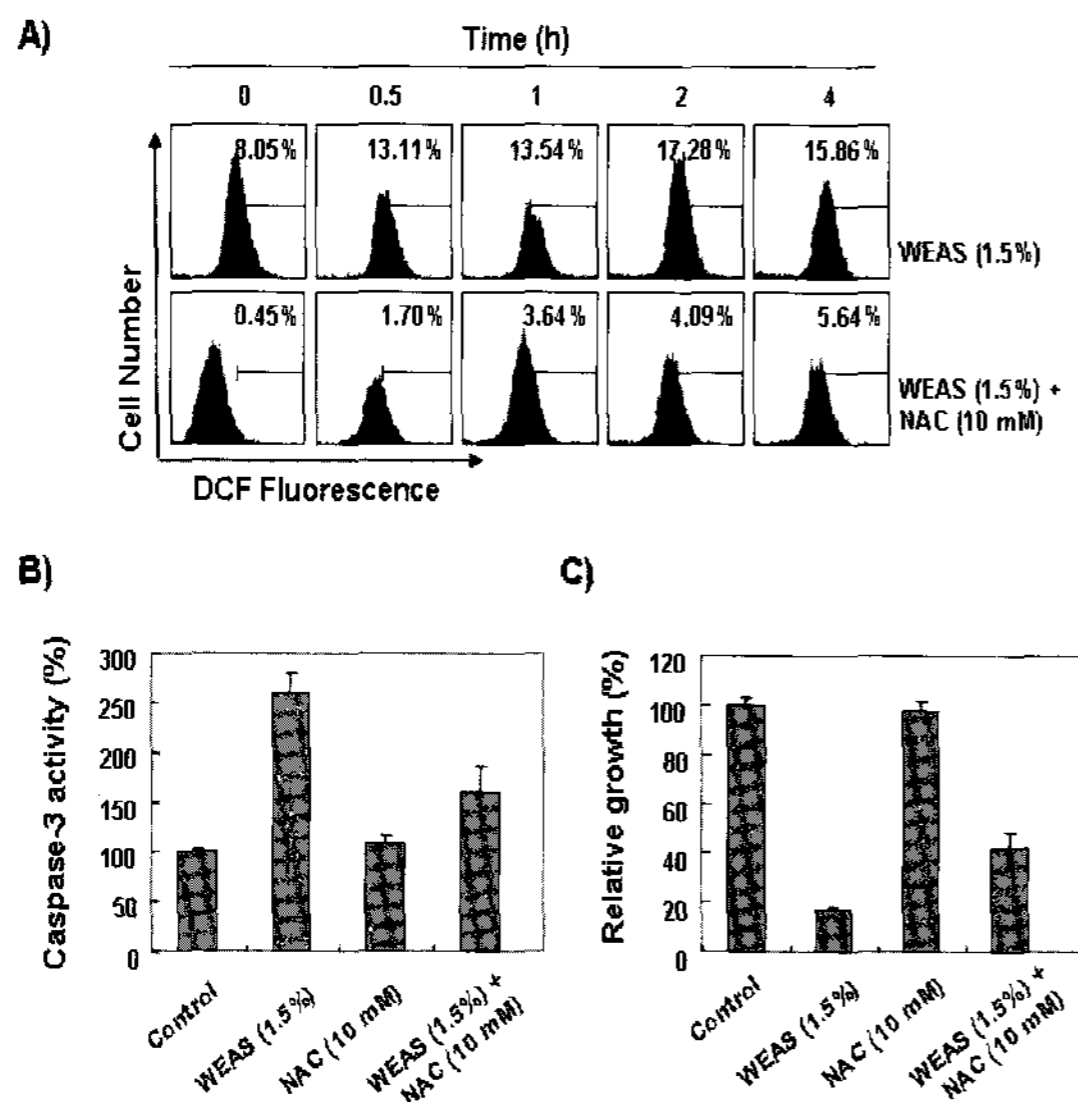 A)
Time (h)
0 0.5 1 2 4
8.05% 13.11% 13.54% 17.28% 15.86%
WEAS (1.5%)
0.45% 1.70% 3.64% 4.09% 5.64%
WEAS (1.5%) +
NAC (10 mM)
Cell Number
DCF Fluorescence
B)
Caspase-3 activity (%)
300
250
200
150
100
50
0
Control
WEAS (1.5%)
NAC (10 mM)
WEAS (1.5%) +
NAC (10 mM)
C)
Relative growth (%)
120
100
80
60
40
20
0
Control
WEAS (1.5%)
NAC (10 mM)
WEAS (1.5%) +
NAC (10 mM)